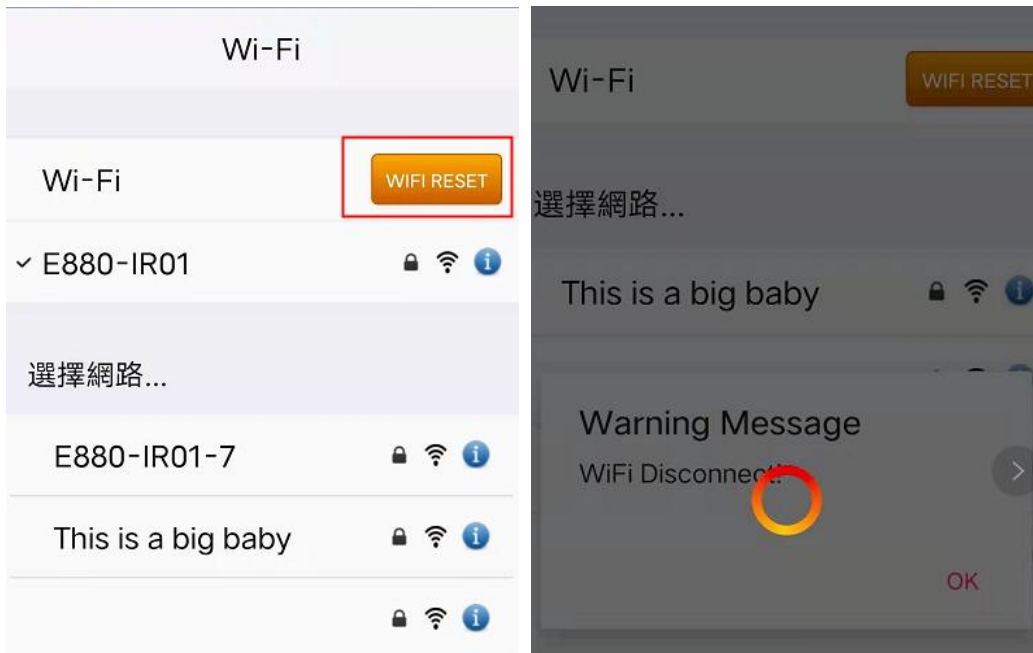 Wi-Fi
Wi-Fi
WIFI RESET
E880-IR01
選擇網路...
E880-IR01-7
This is a big baby
Wi-Fi
WIFI RESET
選擇網路...
This is a big baby
Warning Message
WiFi Disconnect!
OK